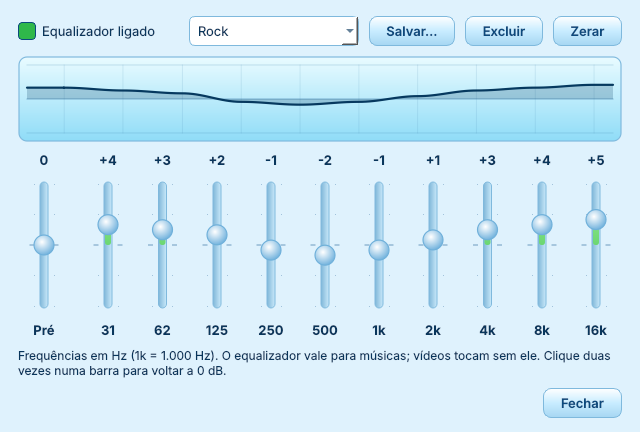 Equalizador ligado
Rock
Salvar...
Excluir
Zerar
0 +4 +3 +2 -1 -2 -1 +1 +3 +4 +5
Pré 31 62 125 250 500 1k 2k 4k 8k 16k
Frequências em Hz (1k = 1.000 Hz). O equalizador vale para músicas; vídeos tocam sem ele. Clique duas
vezes numa barra para voltar a 0 dB.
Fechar